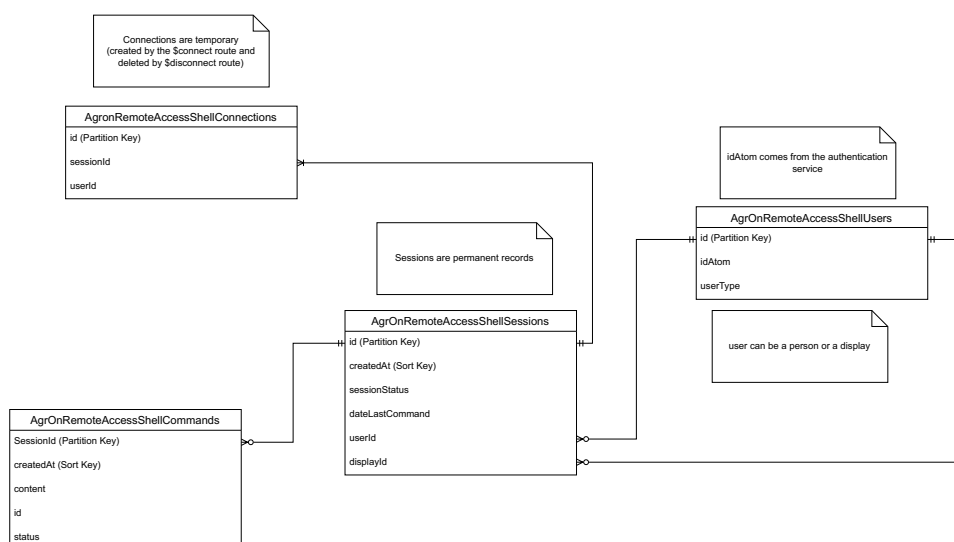 Connections are temporary
(created by the $connect route and
deleted by $disconnect route)
AgronRemoteAccessShellConnections
id (Partition Key)
sessionId
userId
idAtom comes from the authentication
service
AgrOnRemoteAccessShellUsers
id (Partition Key)
idAtom
userType
Sessions are permanent records
user can be a person or a display
AgrOnRemoteAccessShellSessions
id (Partition Key)
createdAt (Sort Key)
sessionStatus
dateLastCommand
userId
displayId
AgrOnRemoteAccessShellCommands
SessionId (Partition Key)
createdAt (Sort Key)
content
id
status